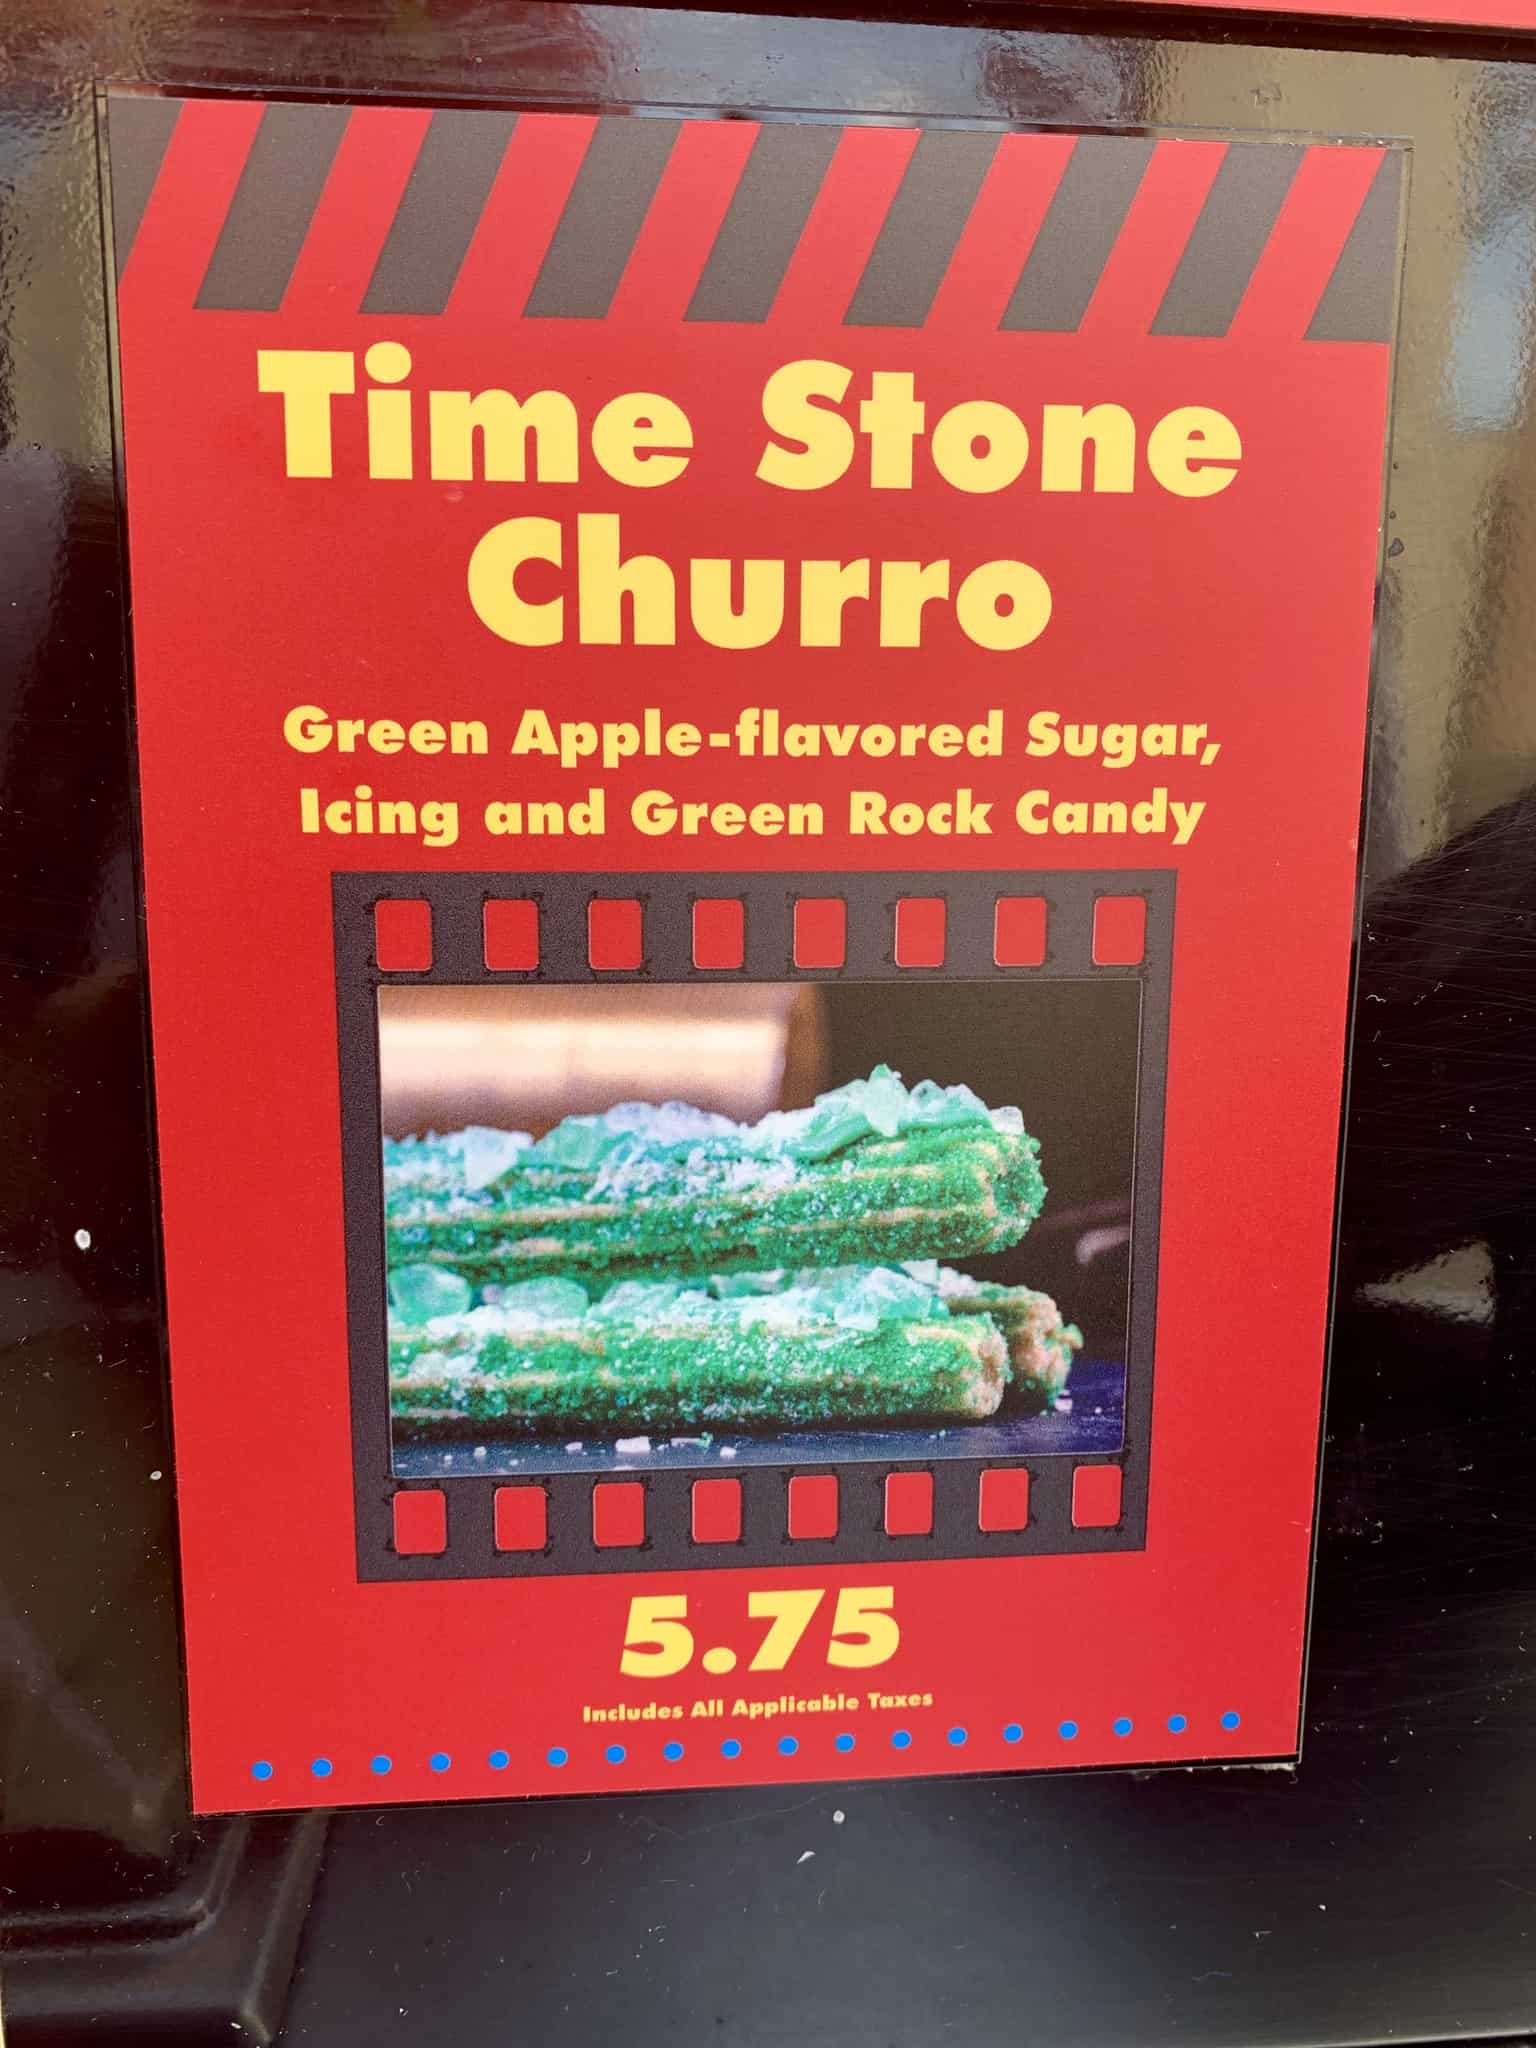 Time Stone
Churro
Green Apple-flavored Sugar,
Icing and Green Rock Candy
5.75
Includes All Applicable Taxes